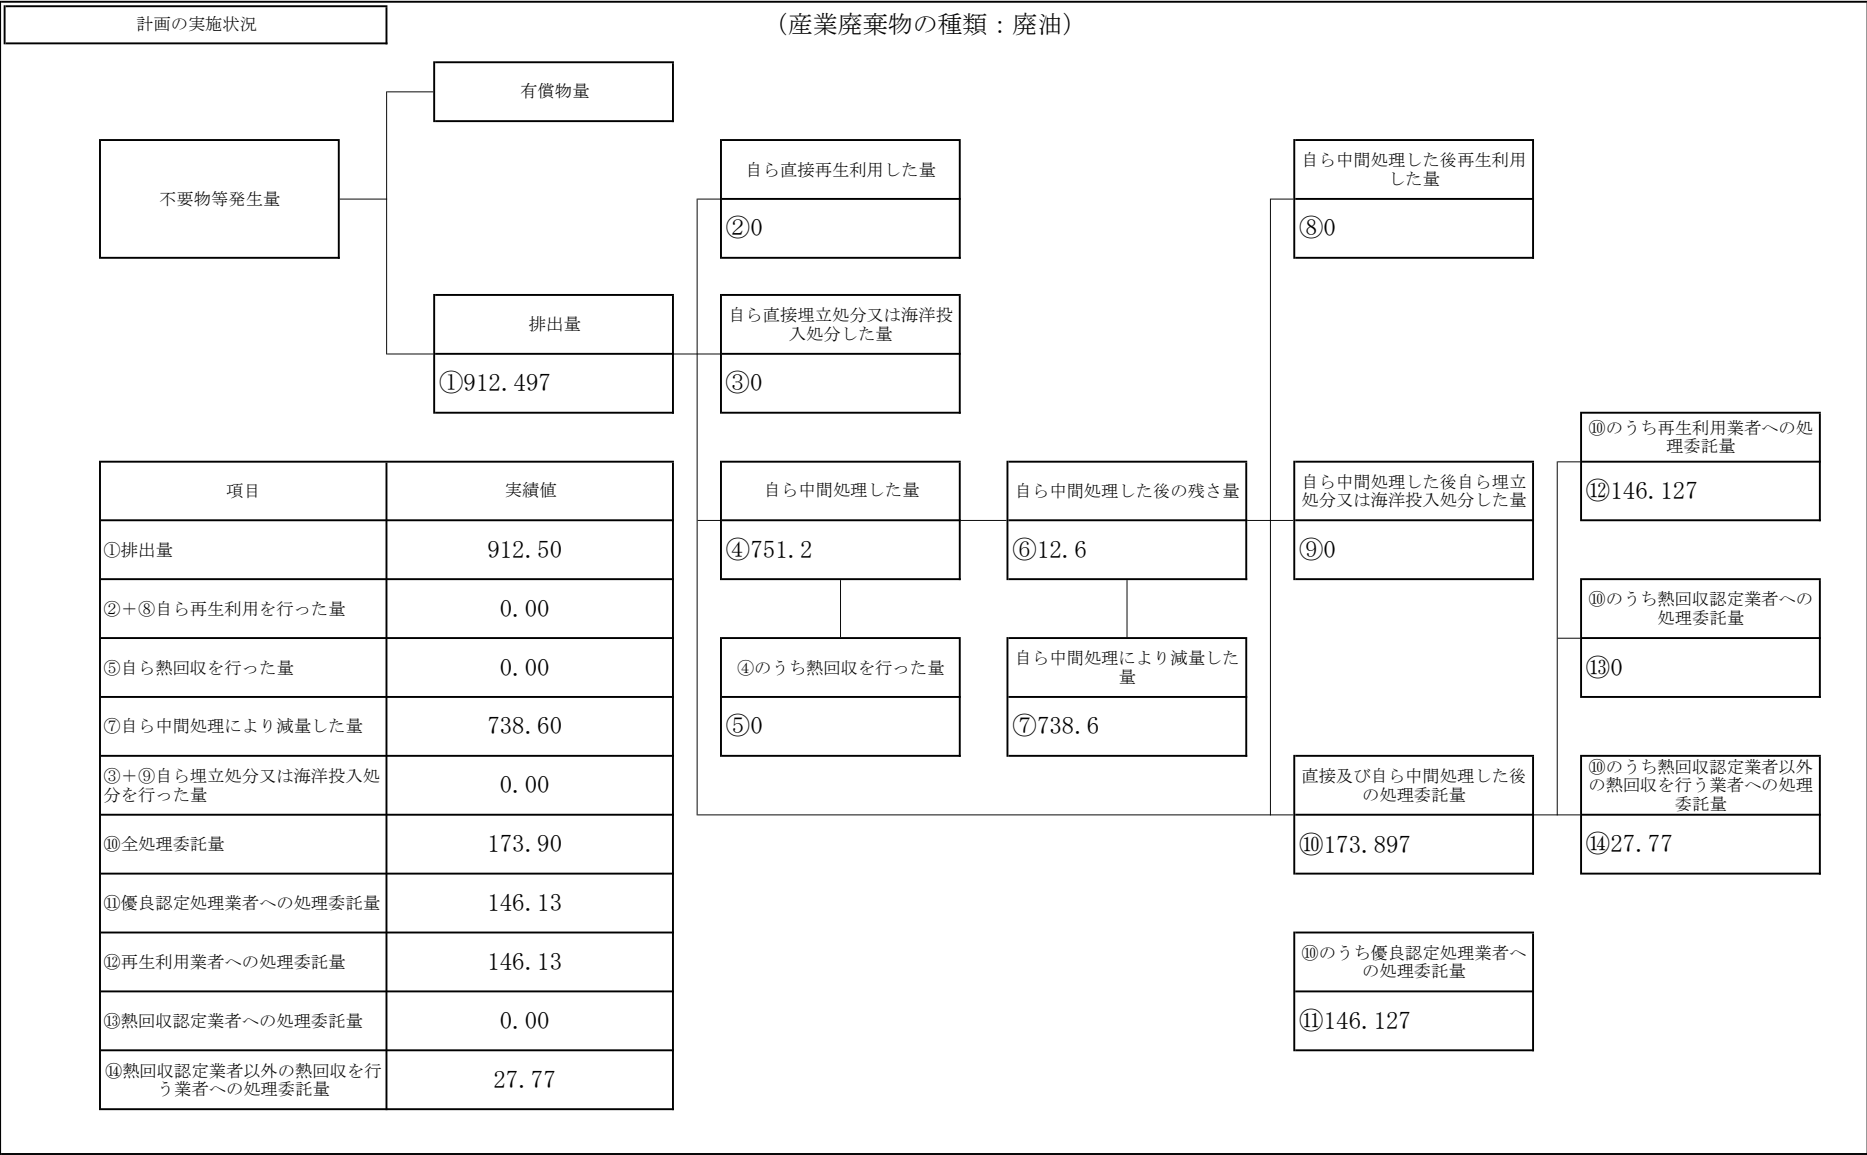 計画の実施状況
（産業廃棄物の種類：廃油）
有償物量
不要物等発生量
自ら直接再生利用した量
②0
自ら中間処理した後再生利用
した量
⑧0
排出量
①912.497
自ら直接埋立処分又は海洋投
入処分した量
③0
⑩のうち再生利用業者への処
理委託量
⑫146.127
自ら中間処理した量
④751.2
自ら中間処理した後の残さ量
⑥12.6
自ら中間処理した後自ら埋立
処分又は海洋投入処分した量
⑨0
⑩のうち熱回収認定業者への
処理委託量
⑬0
④のうち熱回収を行った量
⑤0
自ら中間処理により減量した
量
⑦738.6
直接及び自ら中間処理した後
の処理委託量
⑩173.897
⑩のうち熱回収認定業者以外
の熱回収を行う業者への処理
委託量
⑭27.77
⑩のうち優良認定処理業者へ
の処理委託量
⑪146.127
項目 実績値
①排出量 912.50
②＋⑧自ら再生利用を行った量 0.00
⑤自ら熱回収を行った量 0.00
⑦自ら中間処理により減量した量 738.60
③＋⑨自ら埋立処分又は海洋投入処
分を行った量 0.00
⑩全処理委託量 173.90
⑪優良認定処理業者への処理委託量 146.13
⑫再生利用業者への処理委託量 146.13
⑬熱回収認定業者への処理委託量 0.00
⑭熱回収認定業者以外の熱回収を行
う業者への処理委託量 27.77